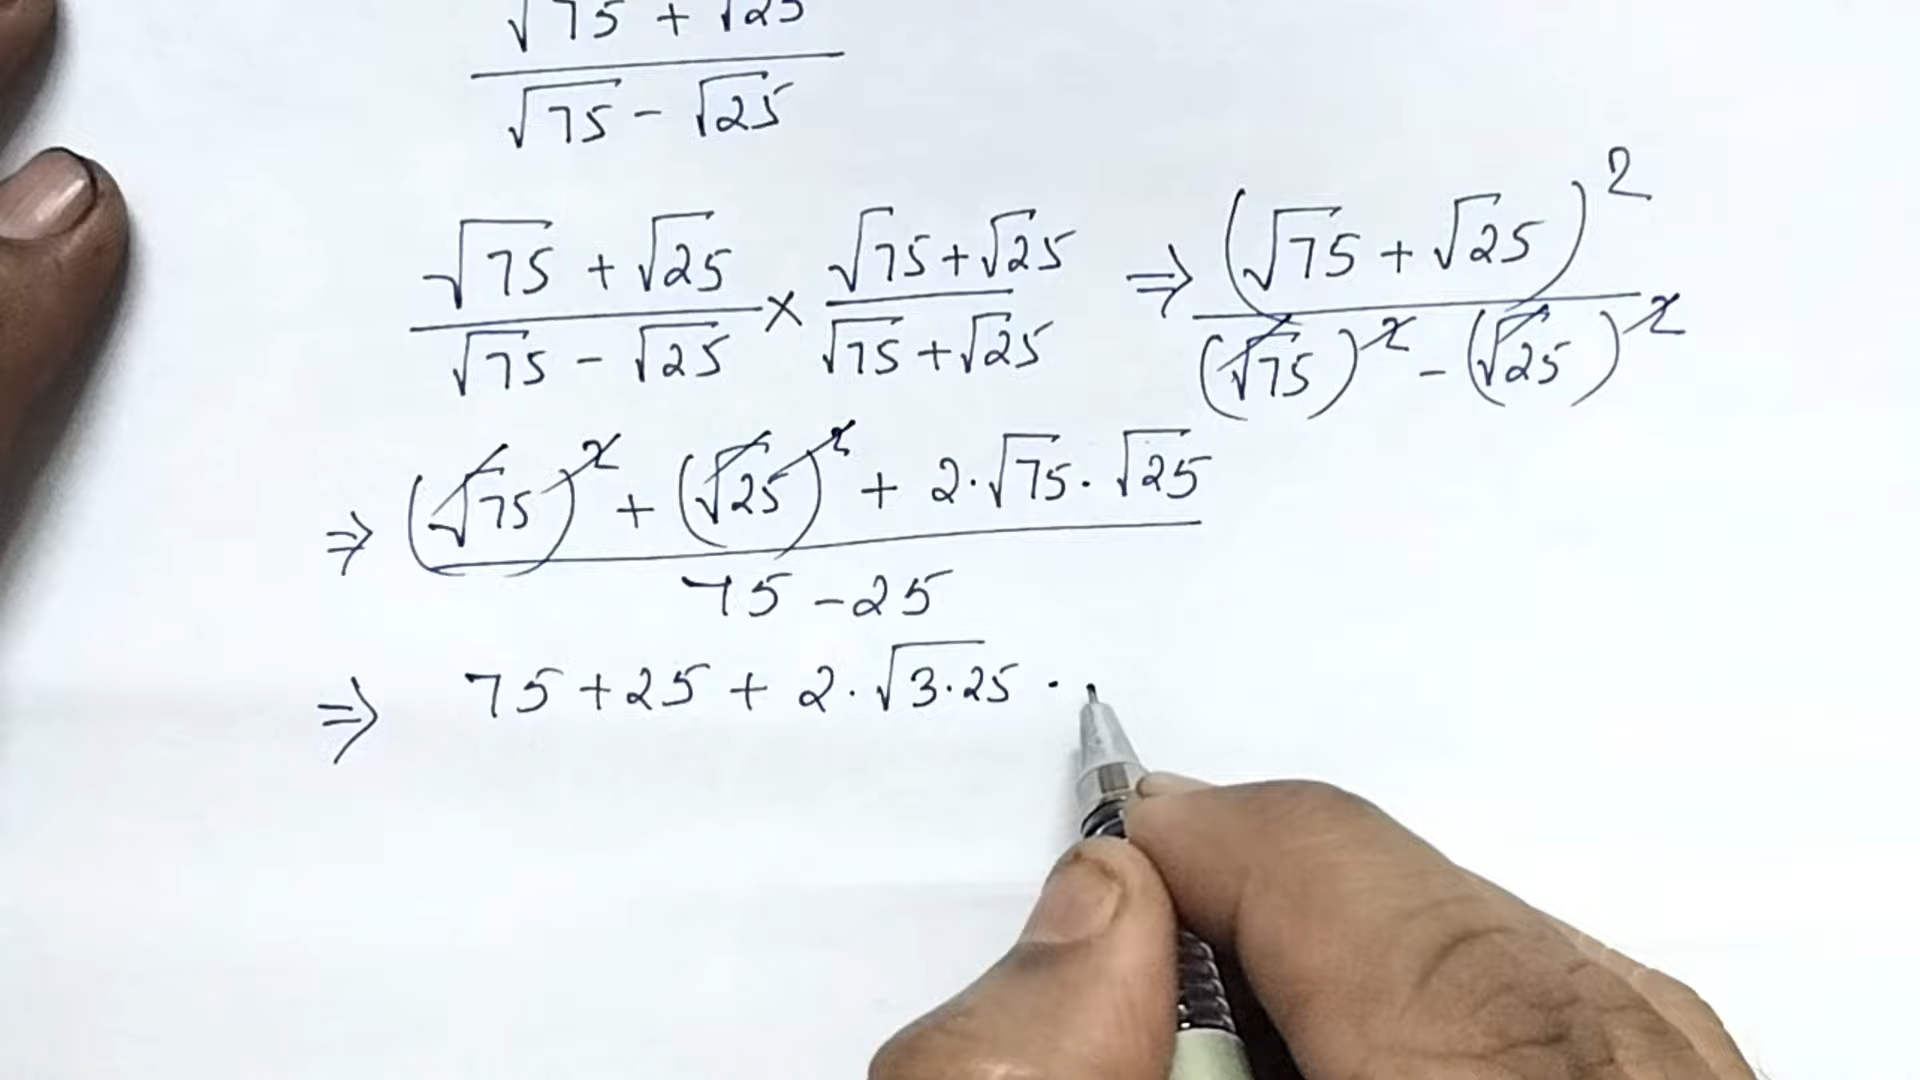 √75 + √25
√75 - √25
√75 + √25 / √75 - √25 × √75 + √25 / √75 + √25 ⇒ (√75 + √25)² / (√75)² - (√25)²
⇒ (√75)² + (√25)² + 2·√75·√25
75 - 25
⇒ 75 + 25 + 2·√3·25 ·